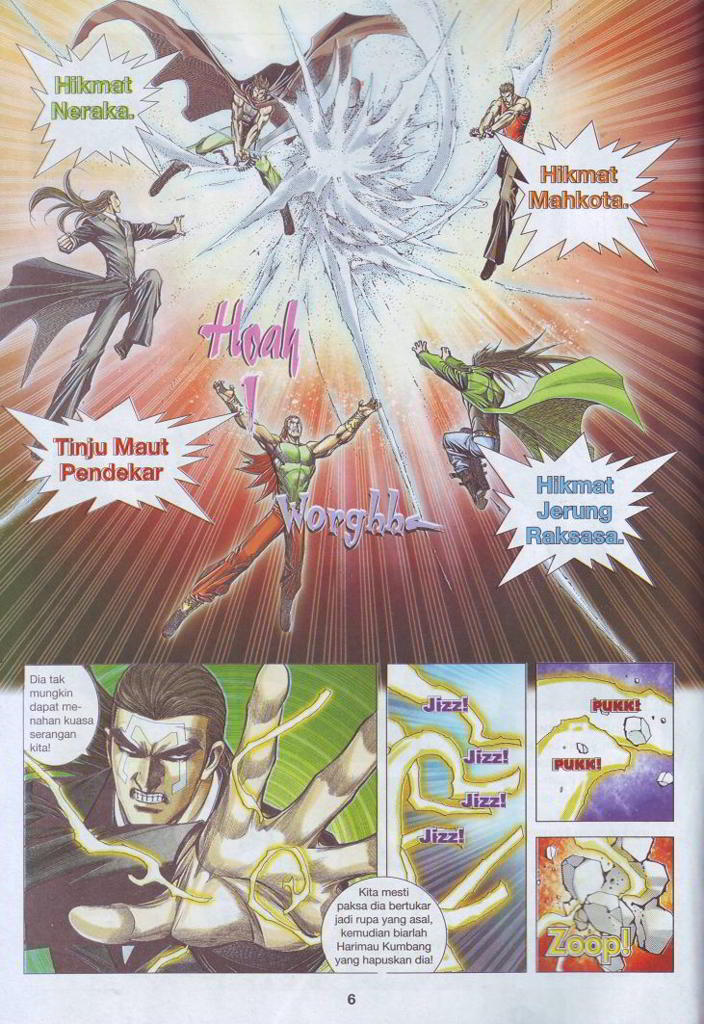 Hikmat
Neraka.
Hikmat
Mahkota.
Hoah
!
Tinju Maut
Pendekar
Worghh
Hikmat
Jerung
Raksasa.
Dia tak
mungkin
dapat me-
nahan kuasa
serangan
kita!
Jizz!
Jizz!
Jizz!
Jizz!
PUKK!
PUKK!
Kita mesti
paksa dia bertukar
jadi rupa yang asal,
kemudian biarlah
Harimau Kumbang
yang hapuskan dia!
Zoop!
6